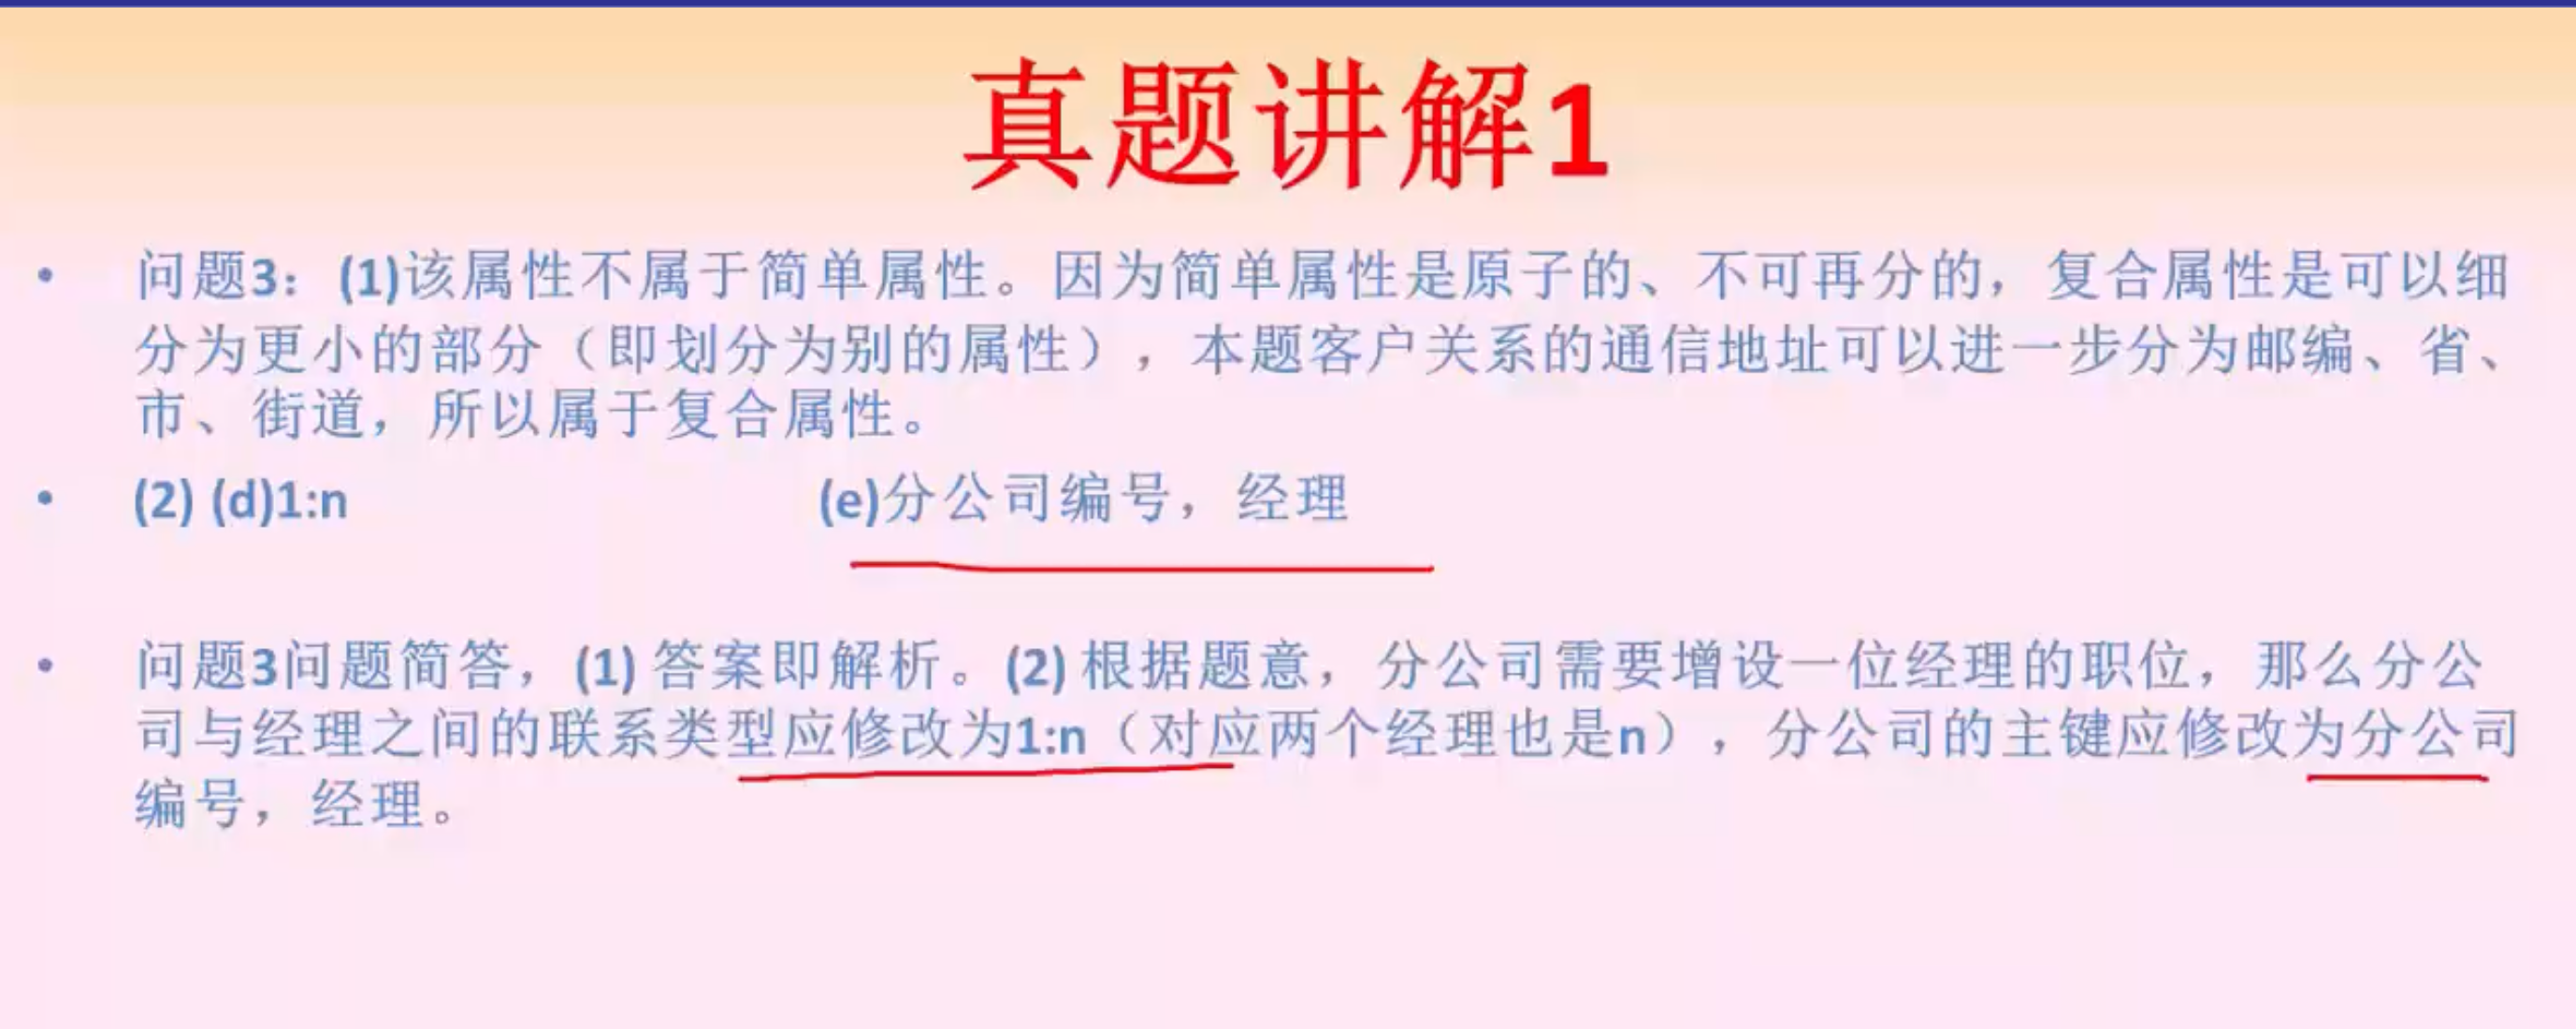 真题讲解1
• 问题3：(1)该属性不属于简单属性。因为简单属性是原子的、不可再分的，复合属性是可以细
分为更小的部分（即划分为别的属性），本题客户关系的通信地址可以进一步分为邮编、省、
市、街道，所以属于复合属性。
• (2) (d)1:n (e)分公司编号，经理
• 问题3问题简答，(1) 答案即解析。(2) 根据题意，分公司需要增设一位经理的职位，那么分公
司与经理之间的联系类型应修改为1:n（对应两个经理也是n），分公司的主键应修改为分公司
编号，经理。